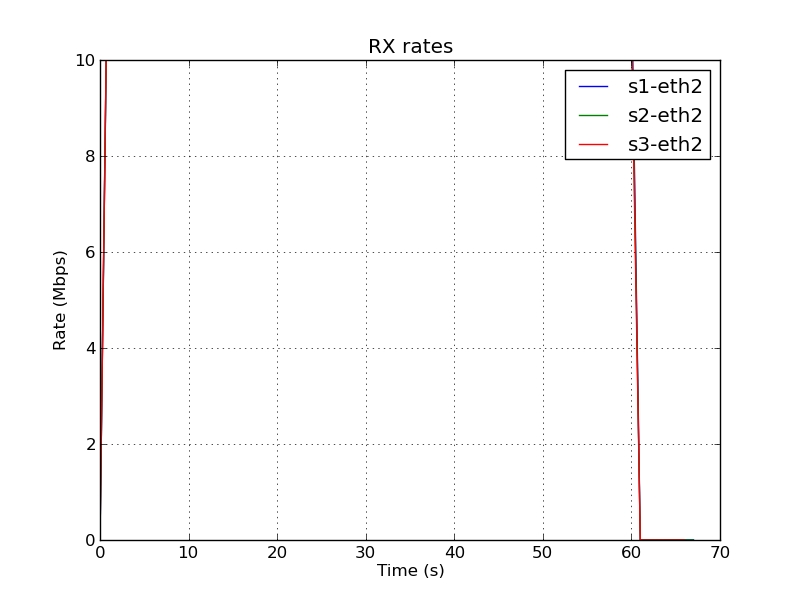 RX rates
10
8
6
4
2
0
Rate (Mbps)
s1-eth2
s2-eth2
s3-eth2
0 10 20 30 40 50 60 70
Time (s)